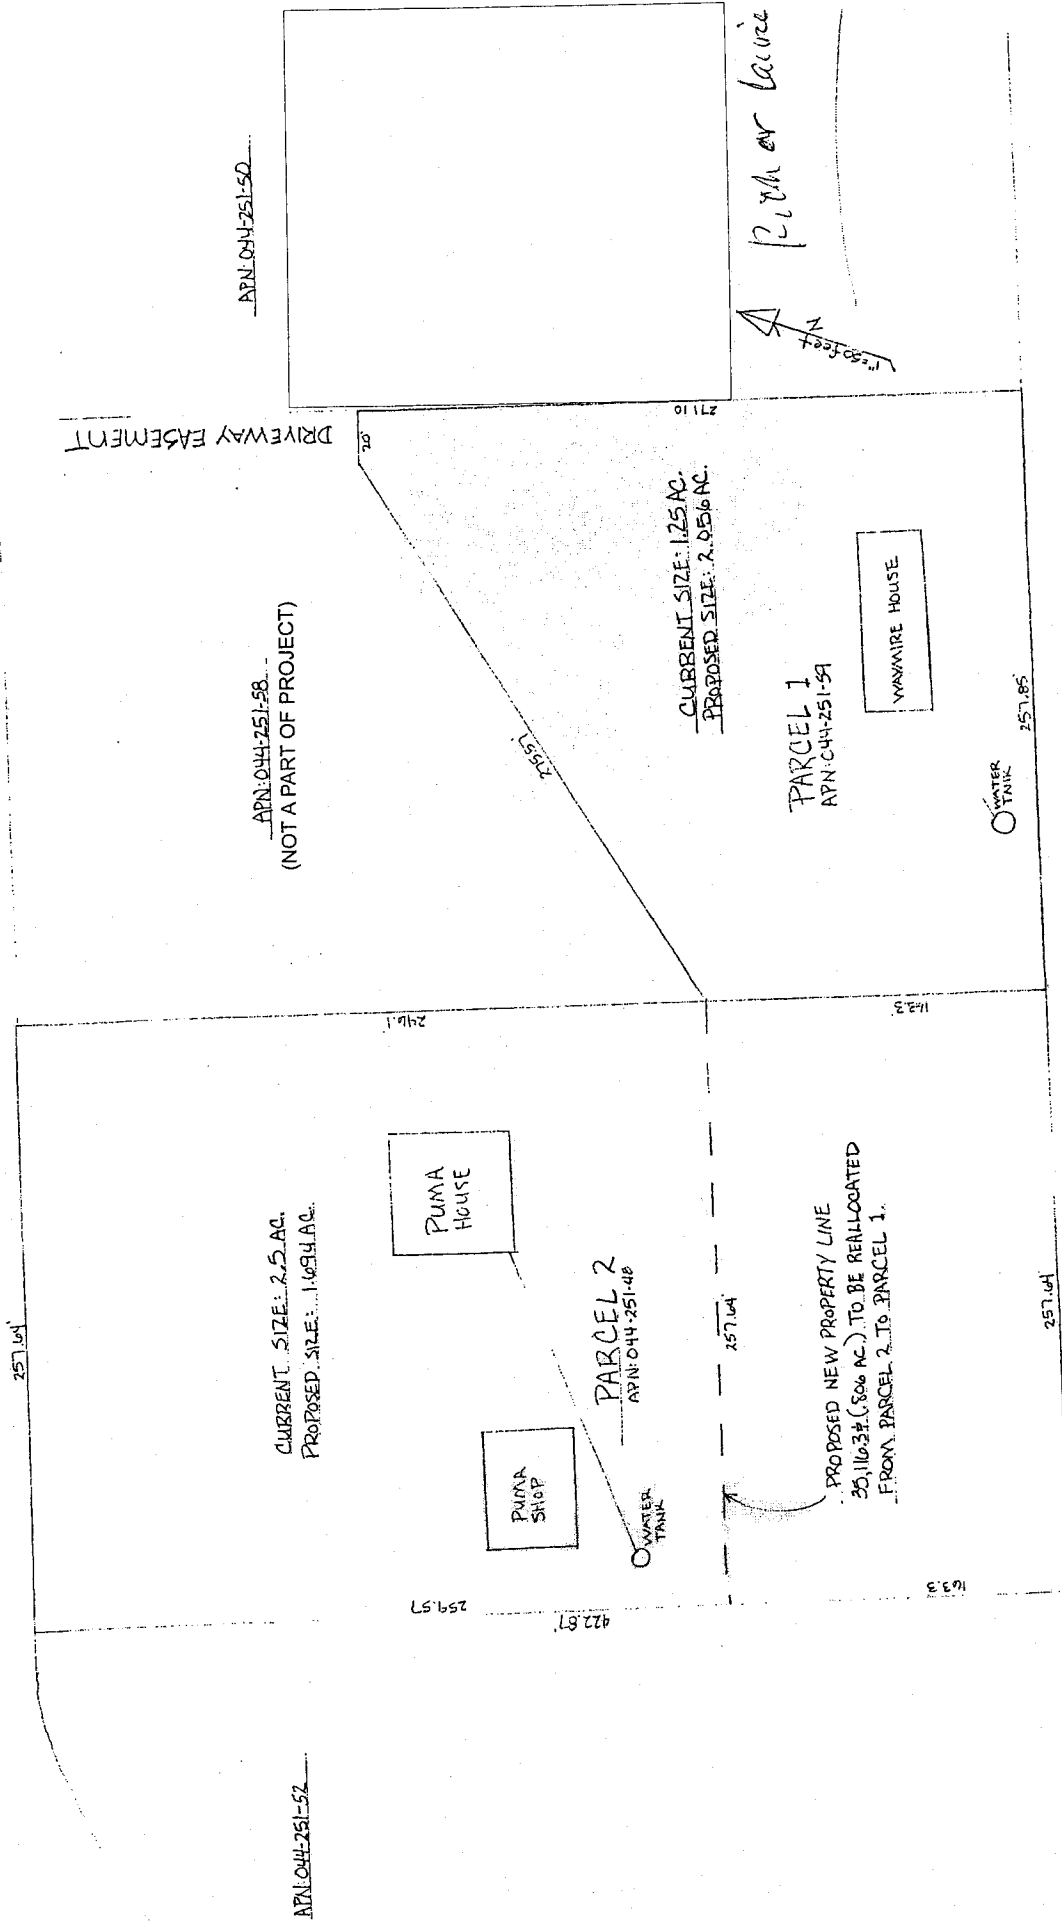 257.64'
APN: 044-251-52
CURRENT SIZE: 2.5 AC.
PROPOSED SIZE: 1.694 AC.
PUMA
HOUSE
PUMA
SHOP
259.57
422.87'
246.1'
PARCEL 2
APN: 044-251-48
WATER
TANK
257.64'
PROPOSED NEW PROPERTY LINE
35,116.3 (.806 AC.) TO BE REALLOCATED
FROM PARCEL 2 TO PARCEL 1.
163.3
257.64'
163.3'
APN: 044-251-58
(NOT A PART OF PROJECT)
DRIVEWAY EASEMENT
20'
APN: 044-251-50
271.10
CURRENT SIZE: 1.25 AC.
PROPOSED SIZE: 2.056 AC.
PARCEL 1
APN: 044-251-59
WAYMIRE HOUSE
WATER
TNIK
257.85'
N
1"=50 feet
or